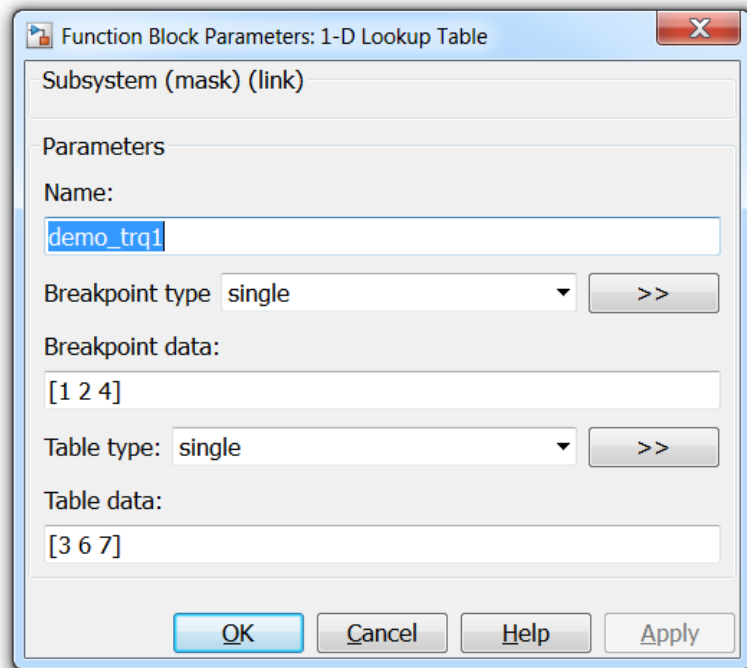 Function Block Parameters: 1-D Lookup Table
Subsystem (mask) (link)
Parameters
Name:
demo_trq1
Breakpoint type single >>
Breakpoint data:
[1 2 4]
Table type: single >>
Table data:
[3 6 7]
OK Cancel Help Apply